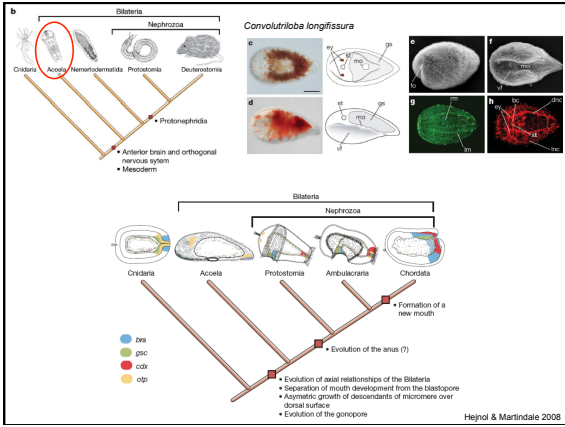 b
Bilateria
Nephrozoa
Cnidaria Acoela Nemertodermatida Protostomia Deuterostomia
• Protonephridia
• Anterior brain and orthogonal
nervous sytem
• Mesoderm
Convolutriloba longifissura
c
ey
st
mo
gs
d
st
mo
gs
vf
e
fo
f
mo
vf
g
rm
lm
h
bc
dnc
ey
st
lnc
Bilateria
Nephrozoa
Cnidaria Acoela Protostomia Ambulacraria Chordata
• Formation of a
new mouth
• Evolution of the anus (?)
• Evolution of axial relationships of the Bilateria
• Separation of mouth development from the blastopore
• Asymetric growth of descendants of micromere over
dorsal surface
• Evolution of the gonopore
bra
gsc
cdx
otp
Hejnol & Martindale 2008